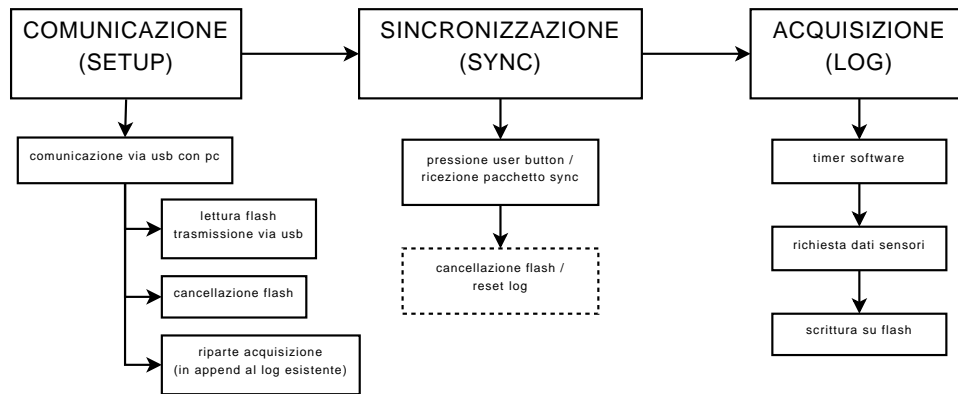 COMUNICAZIONE
(SETUP)
SINCRONIZZAZIONE
(SYNC)
ACQUISIZIONE
(LOG)
comunicazione via usb con pc
lettura flash
trasmissione via usb
cancellazione flash
riparte acquisizione
(in append al log esistente)
pressione user button /
ricezione pacchetto sync
cancellazione flash /
reset log
timer software
richiesta dati sensori
scrittura su flash